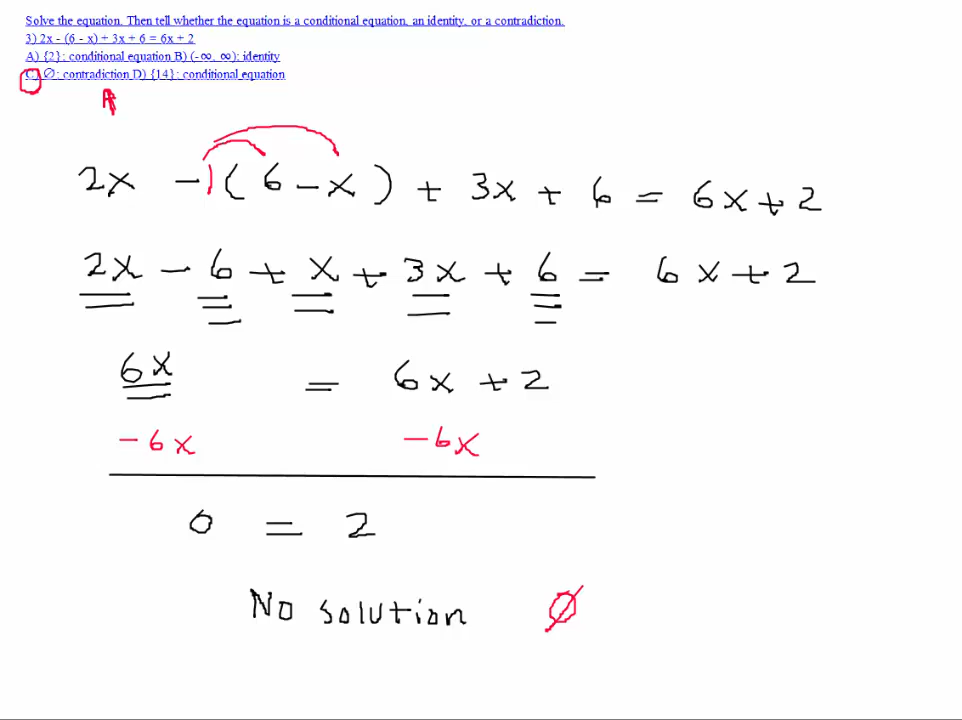 Solve the equation. Then tell whether the equation is a conditional equation, an identity, or a contradiction.
3) 2x - (6 - x) + 3x + 6 = 6x + 2
A) {2}; conditional equation B) (-∞, ∞); identity
C) ∅; contradiction D) {14}; conditional equation
2x - 1(6 - x) + 3x + 6 = 6x + 2
2x - 6 + x + 3x + 6 = 6x + 2
6x = 6x + 2
-6x -6x
0 = 2
No solution ∅